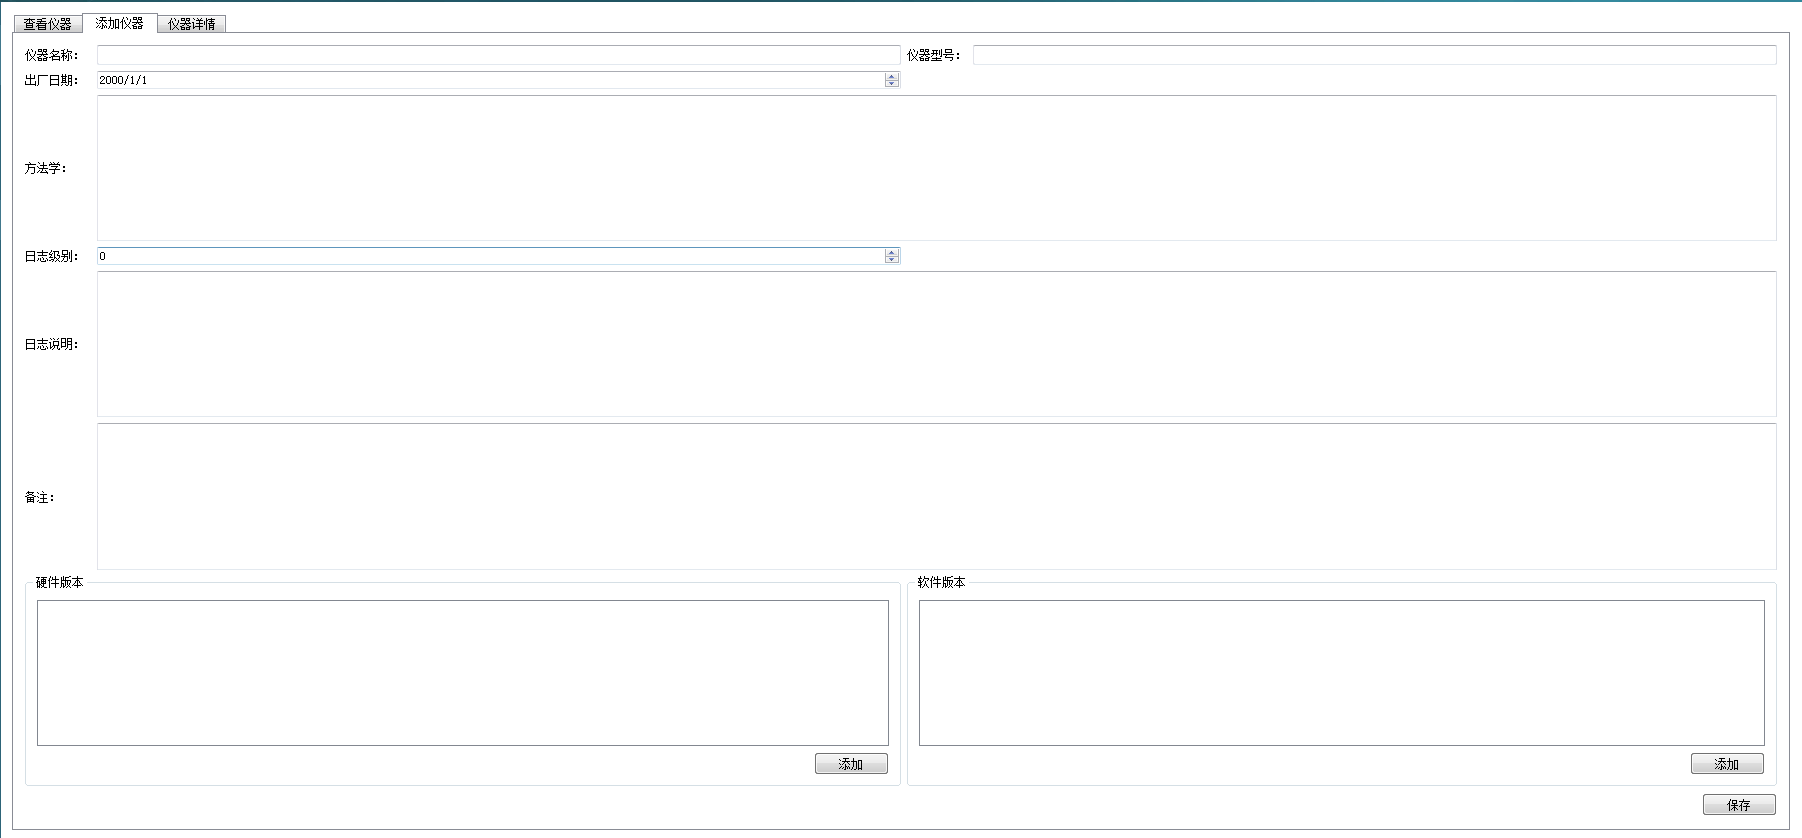 查看仪器 添加仪器 仪器详情
仪器名称： 仪器型号：
出厂日期： 2000/1/1
方法学：
日志级别： 0
日志说明：
备注：
硬件版本 软件版本
添加 添加
保存